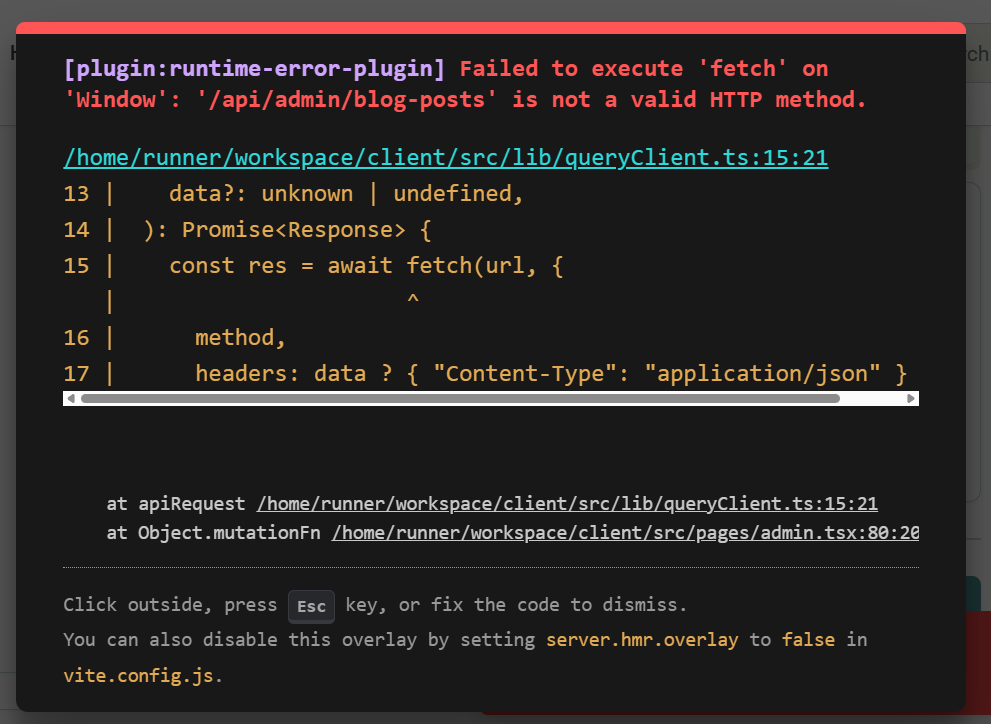 [plugin:runtime-error-plugin] Failed to execute 'fetch' on
'Window': '/api/admin/blog-posts' is not a valid HTTP method.
/home/runner/workspace/client/src/lib/queryClient.ts:15:21
13 |    data?: unknown | undefined,
14 |  ): Promise<Response> {
15 |    const res = await fetch(url, {
   |                      ^
16 |      method,
17 |      headers: data ? { "Content-Type": "application/json" }
at apiRequest /home/runner/workspace/client/src/lib/queryClient.ts:15:21
at Object.mutationFn /home/runner/workspace/client/src/pages/admin.tsx:80:20
Click outside, press Esc key, or fix the code to dismiss.
You can also disable this overlay by setting server.hmr.overlay to false in
vite.config.js.